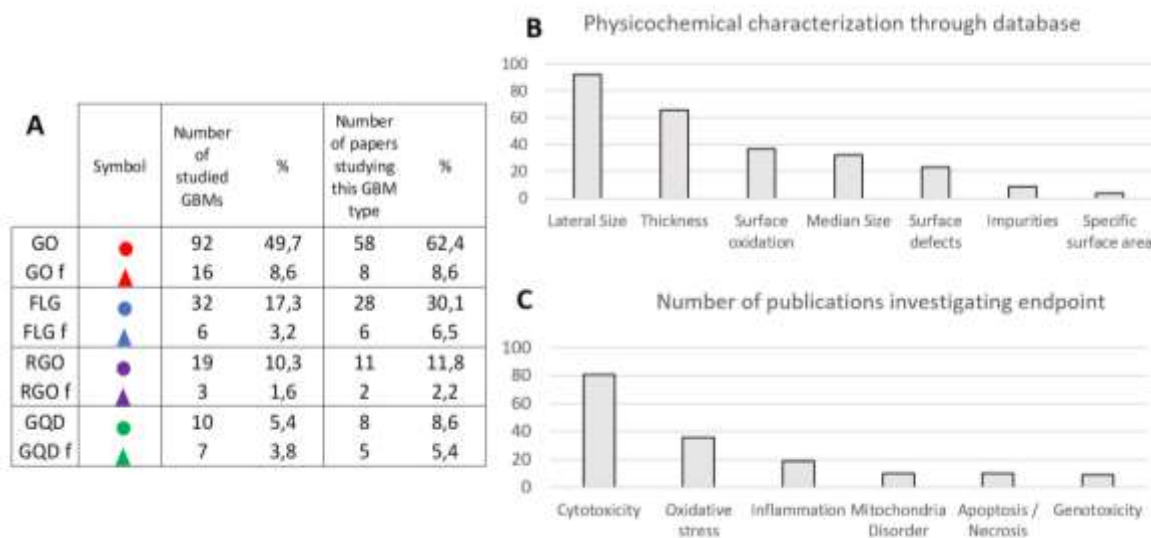 A
Symbol
Number
of
studied
GBMs
%
Number
of papers
studying
this GBM
type
%
GO 92 49,7 58 62,4
GO f 16 8,6 8 8,6
FLG 32 17,3 28 30,1
FLG f 6 3,2 6 6,5
RGO 19 10,3 11 11,8
RGO f 3 1,6 2 2,2
GQD 10 5,4 8 8,6
GQD f 7 3,8 5 5,4
B Physicochemical characterization through database
100
80
60
40
20
0
Lateral Size Thickness Surface Median Size Surface Impurities Specific
oxidation defects surface area
C Number of publications investigating endpoint
100
80
60
40
20
0
Cytotoxicity Oxidative Inflammation Mitochondria Apoptosis / Genotoxicity
stress Disorder Necrosis